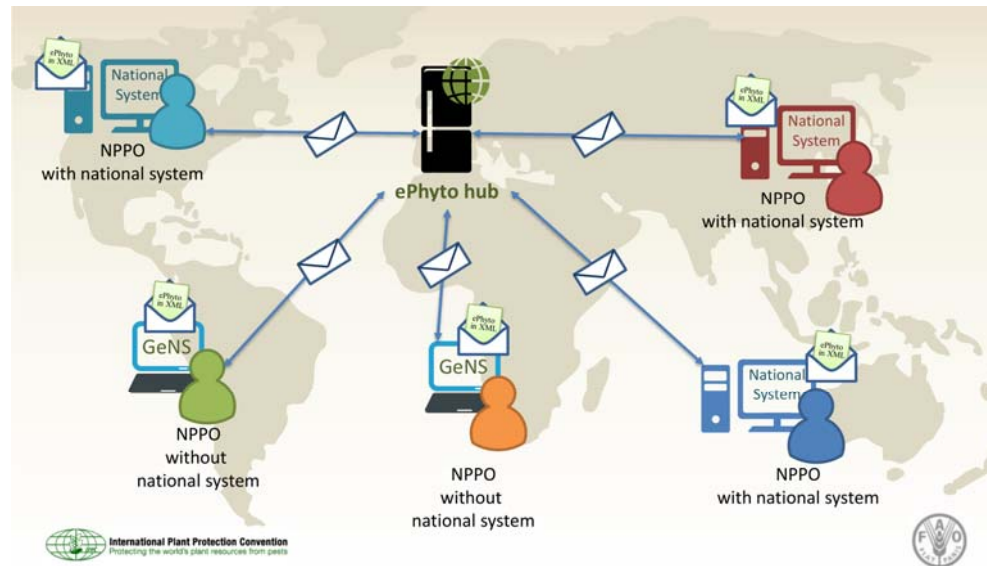 ePhyto
in XML
National
System
NPPO
with national system
ePhyto hub
ePhyto
in XML
National
System
NPPO
with national system
ePhyto
in XML
GeNS
NPPO
without
national system
ePhyto
in XML
GeNS
NPPO
without
national system
ePhyto
in XML
National
System
NPPO
with national system
International Plant Protection Convention
Protecting the world's plant resources from pests
F A O
FIAT PANIS